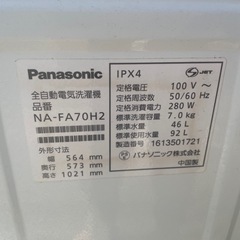 Panasonic
全自動電気洗濯機
品番
NA-FA70H2
外形寸法
幅 564 mm
奥行 573 mm
高さ 1021 mm
IPX4
S JET
定格電圧 100 V～
定格周波数 50/60 Hz
定格消費電力 280 W
標準洗濯容量 7.0 kg
標準水量 46 L
標準使用水量 92 L
製造番号 1613501721
パナソニック株式会社
中国製